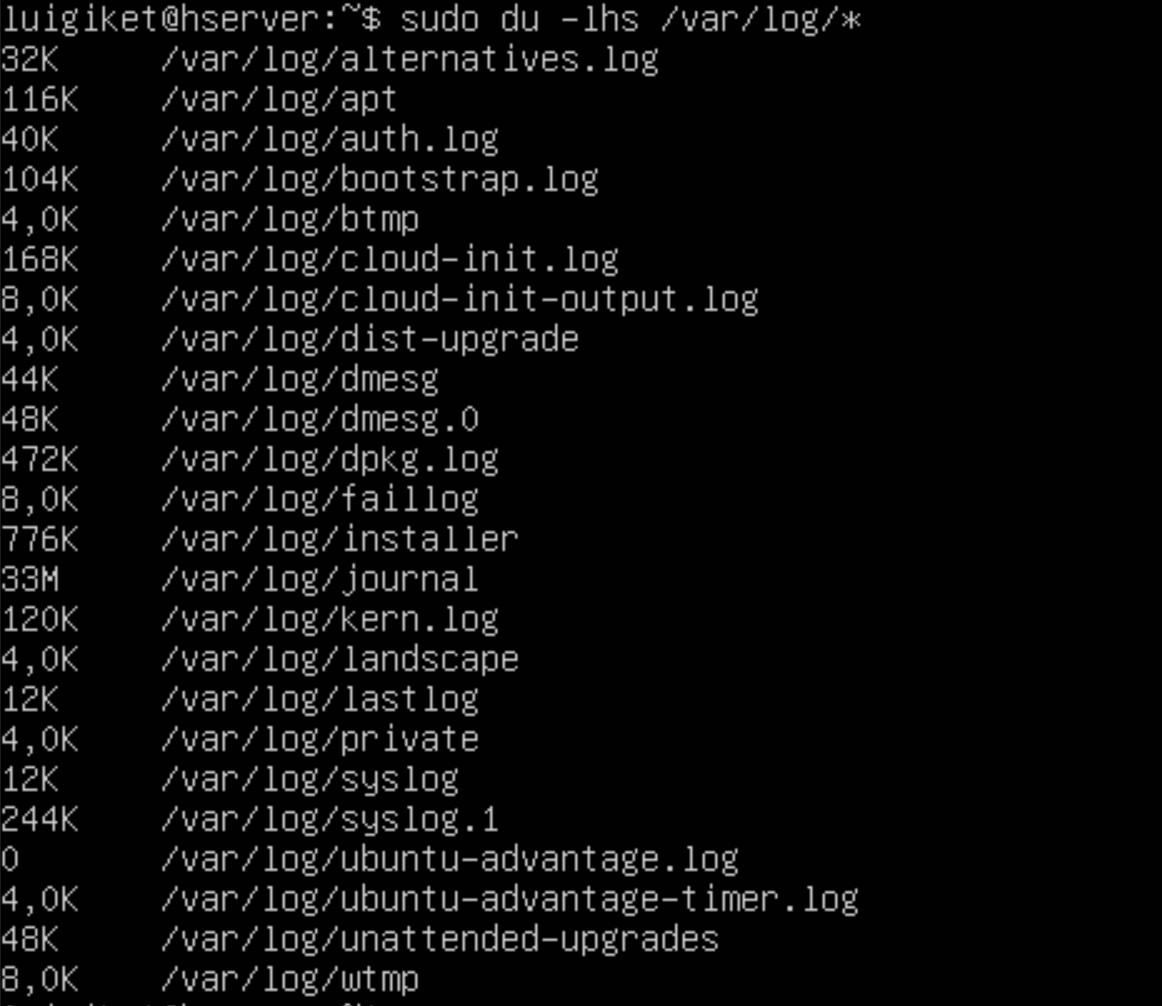 luigiket@hserver:~$ sudo du -lhs /var/log/*
32K /var/log/alternatives.log
116K /var/log/apt
40K /var/log/auth.log
104K /var/log/bootstrap.log
4,0K /var/log/btmp
168K /var/log/cloud-init.log
8,0K /var/log/cloud-init-output.log
4,0K /var/log/dist-upgrade
44K /var/log/dmesg
48K /var/log/dmesg.0
472K /var/log/dpkg.log
8,0K /var/log/faillog
776K /var/log/installer
33M /var/log/journal
120K /var/log/kern.log
4,0K /var/log/landscape
12K /var/log/lastlog
4,0K /var/log/private
12K /var/log/syslog
244K /var/log/syslog.1
0 /var/log/ubuntu-advantage.log
4,0K /var/log/ubuntu-advantage-timer.log
48K /var/log/unattended-upgrades
8,0K /var/log/wtmp